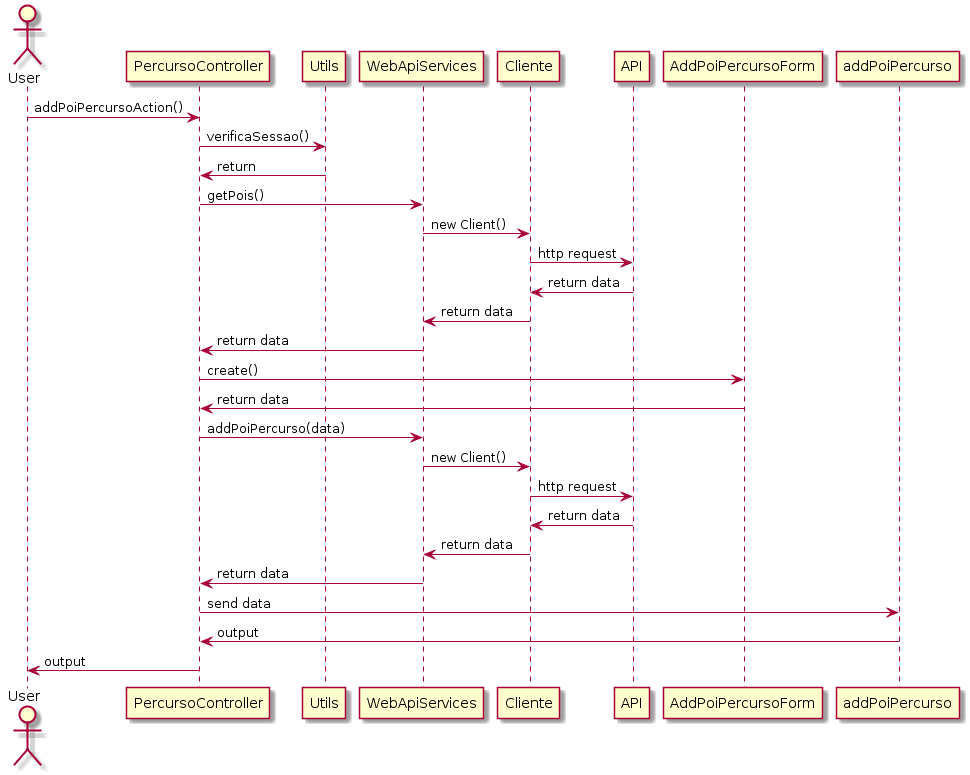 User
PercursoController
Utils
WebApiServices
Cliente
API
AddPoiPercursoForm
addPoiPercurso
addPoiPercursoAction()
verificaSessao()
return
getPois()
new Client()
http request
return data
return data
return data
create()
return data
addPoiPercurso(data)
new Client()
http request
return data
return data
return data
send data
output
output
User
PercursoController
Utils
WebApiServices
Cliente
API
AddPoiPercursoForm
addPoiPercurso